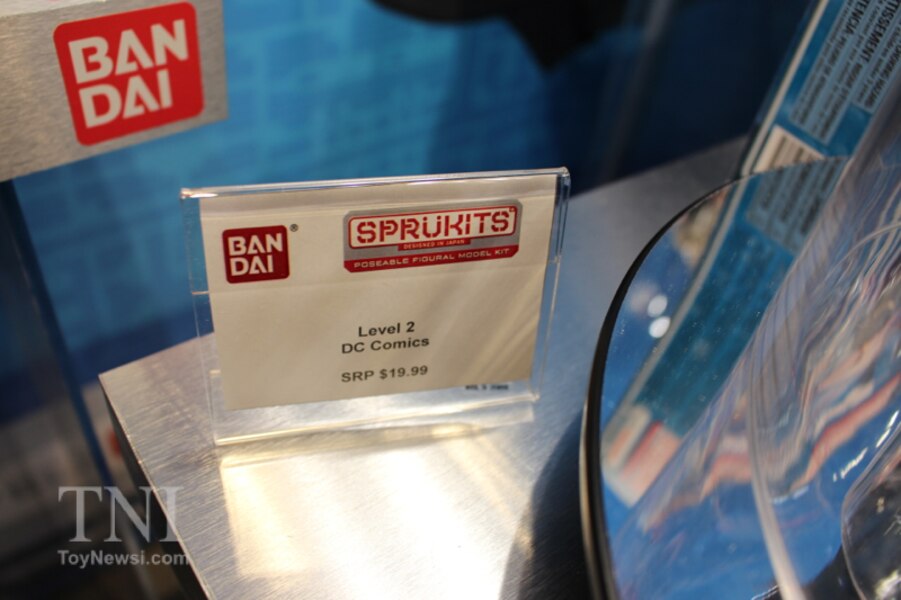 BAN
DAI
BAN
DAI ®
SPRUKITS™
DESIGNED IN JAPAN
POSEABLE FIGURAL MODEL KIT
Level 2
DC Comics
SRP $19.99
TNI
ToyNewsi.com